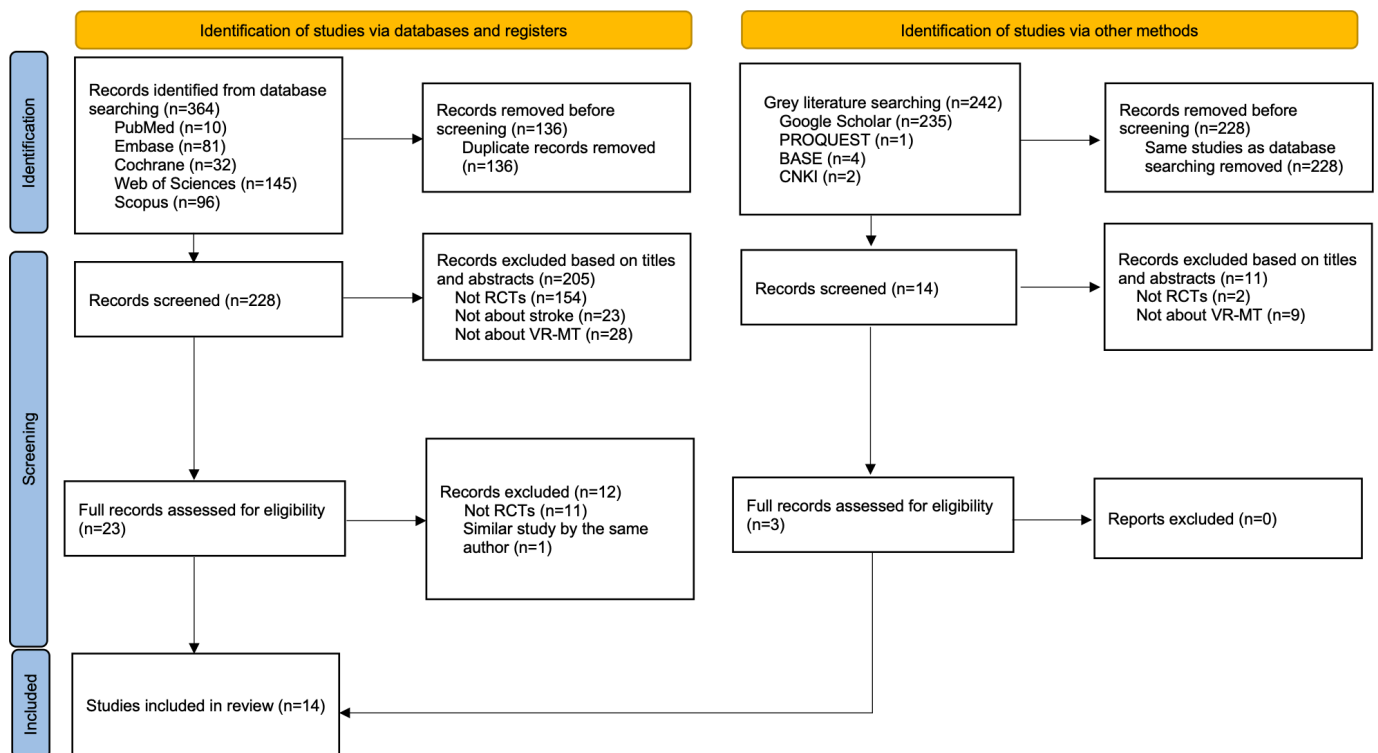 Identification of studies via databases and registers
Identification of studies via other methods
Identification
Records identified from database
searching (n=364)
PubMed (n=10)
Embase (n=81)
Cochrane (n=32)
Web of Sciences (n=145)
Scopus (n=96)
Records removed before
screening (n=136)
Duplicate records removed
(n=136)
Grey literature searching (n=242)
Google Scholar (n=235)
PROQUEST (n=1)
BASE (n=4)
CNKI (n=2)
Records removed before
screening (n=228)
Same studies as database
searching removed (n=228)
Screening
Records screened (n=228)
Records excluded based on titles
and abstracts (n=205)
Not RCTs (n=154)
Not about stroke (n=23)
Not about VR-MT (n=28)
Records screened (n=14)
Records excluded based on titles
and abstracts (n=11)
Not RCTs (n=2)
Not about VR-MT (n=9)
Full records assessed for eligibility
(n=23)
Records excluded (n=12)
Not RCTs (n=11)
Similar study by the same
author (n=1)
Full records assessed for eligibility
(n=3)
Reports excluded (n=0)
Included
Studies included in review (n=14)